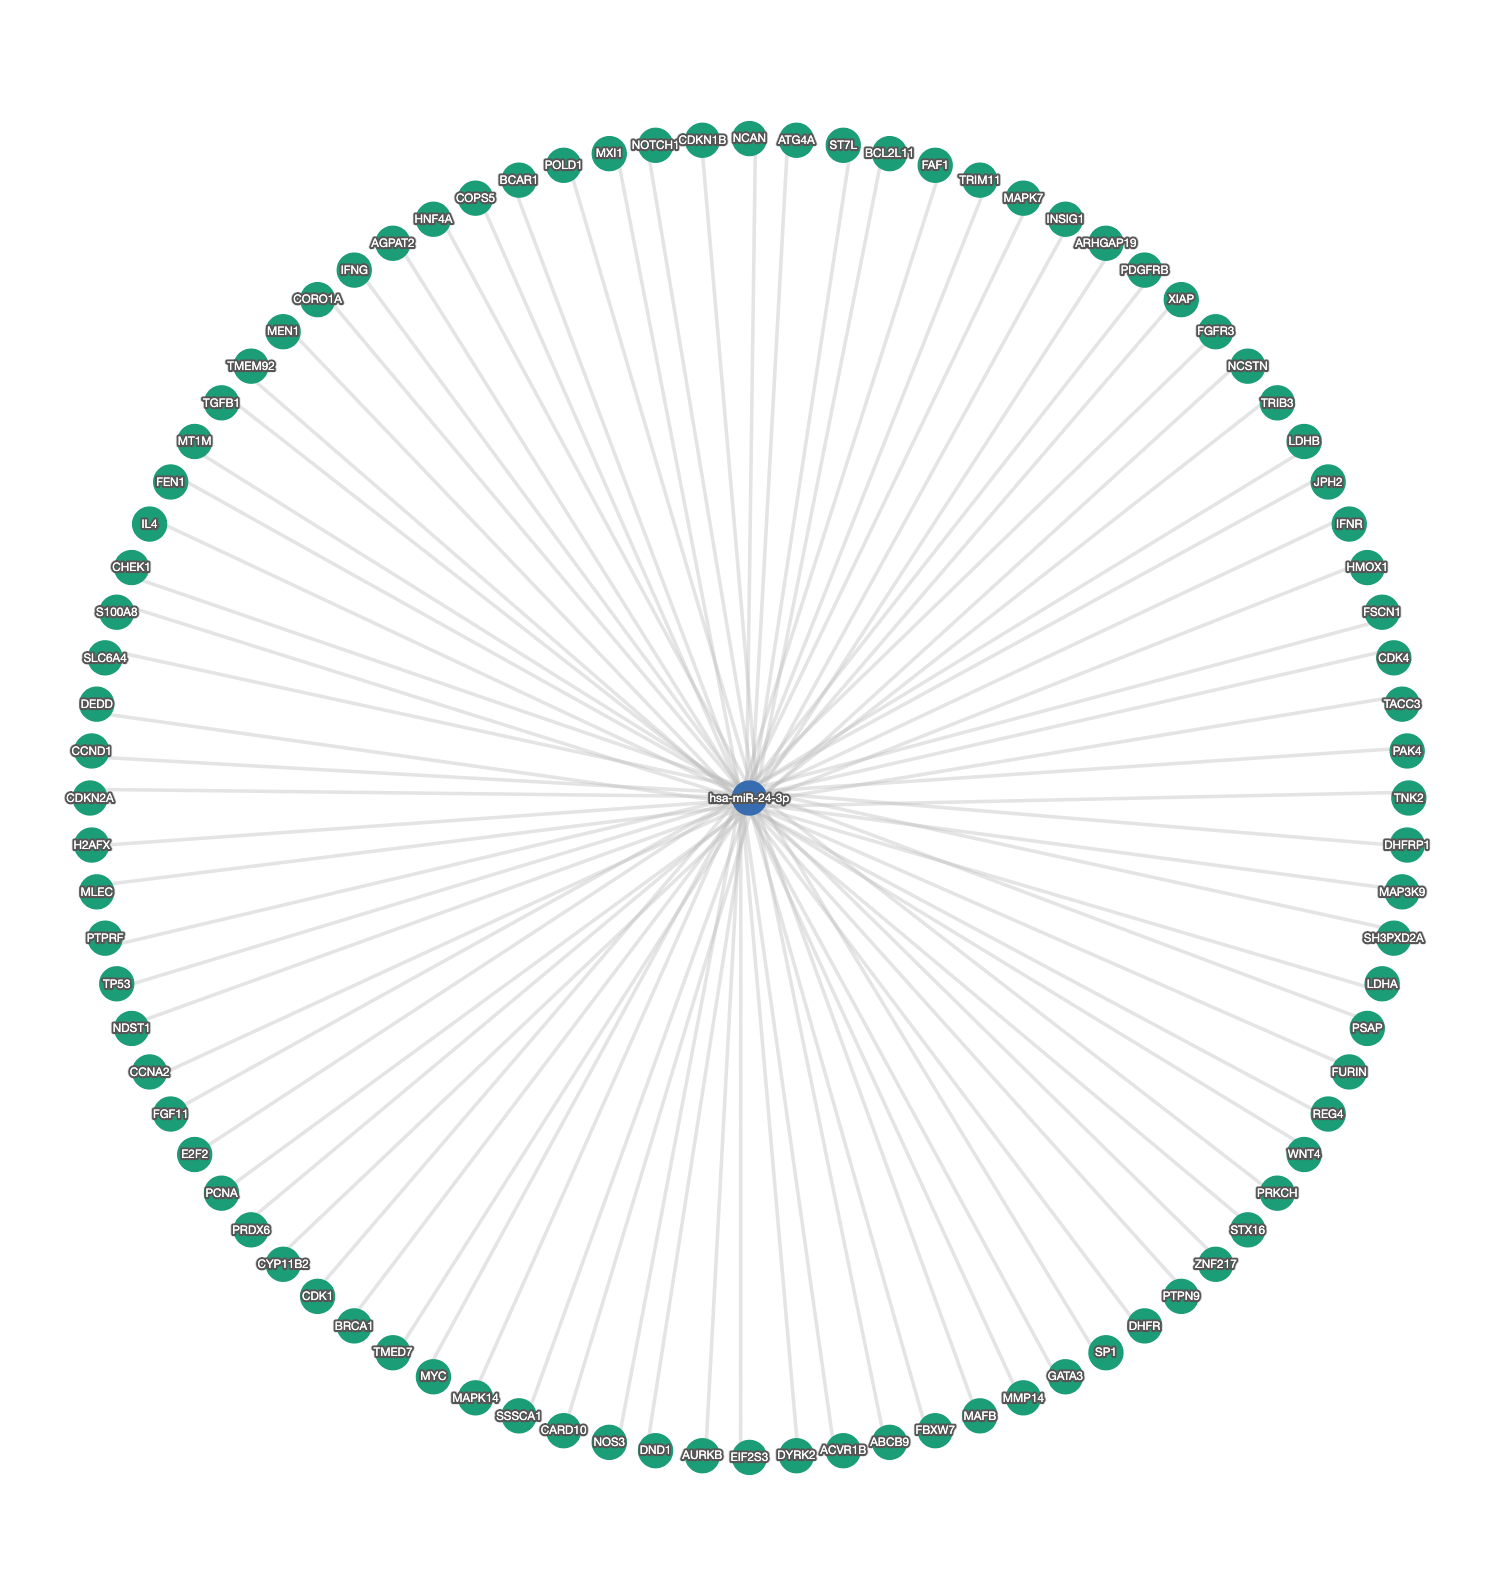 NCAN
ATG4A
ST7L
BCL2L11
FAF1
TRIM11
MAPK7
INSIG1
ARHGAP19
PDGFRB
XIAP
FGFR3
NCSTN
TRIB3
LDHB
JPH2
IFNR
HMOX1
FSCN1
CDK4
TACC3
PAK4
TNK2
DHFRP1
MAP3K9
SH3PXD2A
LDHA
PSAP
FURIN
REG4
WNT4
PRKCH
STX16
ZNF217
PTPN9
DHFR
SP1
GATA3
MMP14
MAFB
FBXW7
ABCB9
ACVR1B
DYRK2
EIF2S3
AURKB
DND1
NOS3
CARD10
SSSCA1
MAPK14
MYC
TMED7
BRCA1
CDK1
CYP11B2
PRDX6
PCNA
E2F2
FGF11
CCNA2
NDST1
TP53
PTPRF
MLEC
H2AFX
CDKN2A
CCND1
DEDD
SLC6A4
S100A8
CHEK1
IL4
FEN1
MT1M
TGFB1
TMEM92
MEN1
CORO1A
IFNG
AGPAT2
HNF4A
COPS5
BCAR1
POLD1
MXI1
NOTCH1
CDKN1B
hsa-miR-24-3p